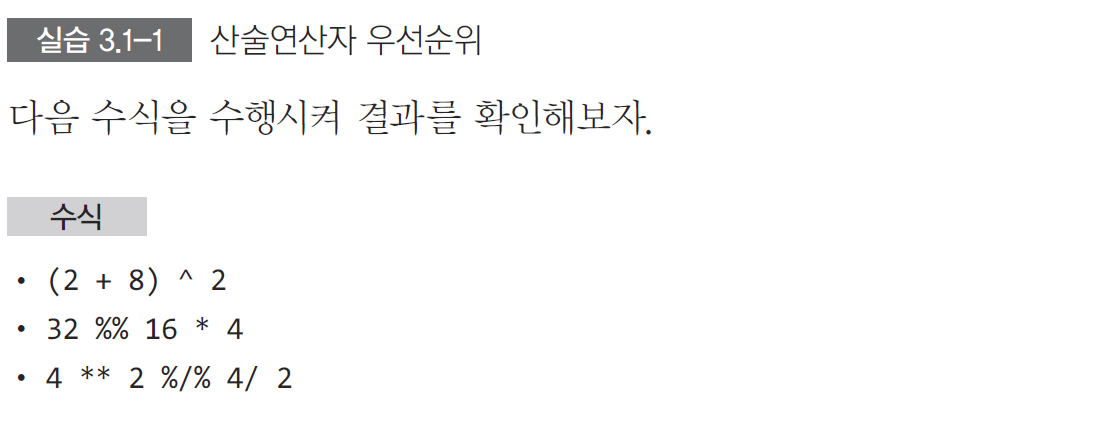 실습 3.1-1 산술연산자 우선순위
다음 수식을 수행시켜 결과를 확인해보자.
수식
• (2 + 8) ^ 2
• 32 %% 16 * 4
• 4 ** 2 %/% 4/ 2